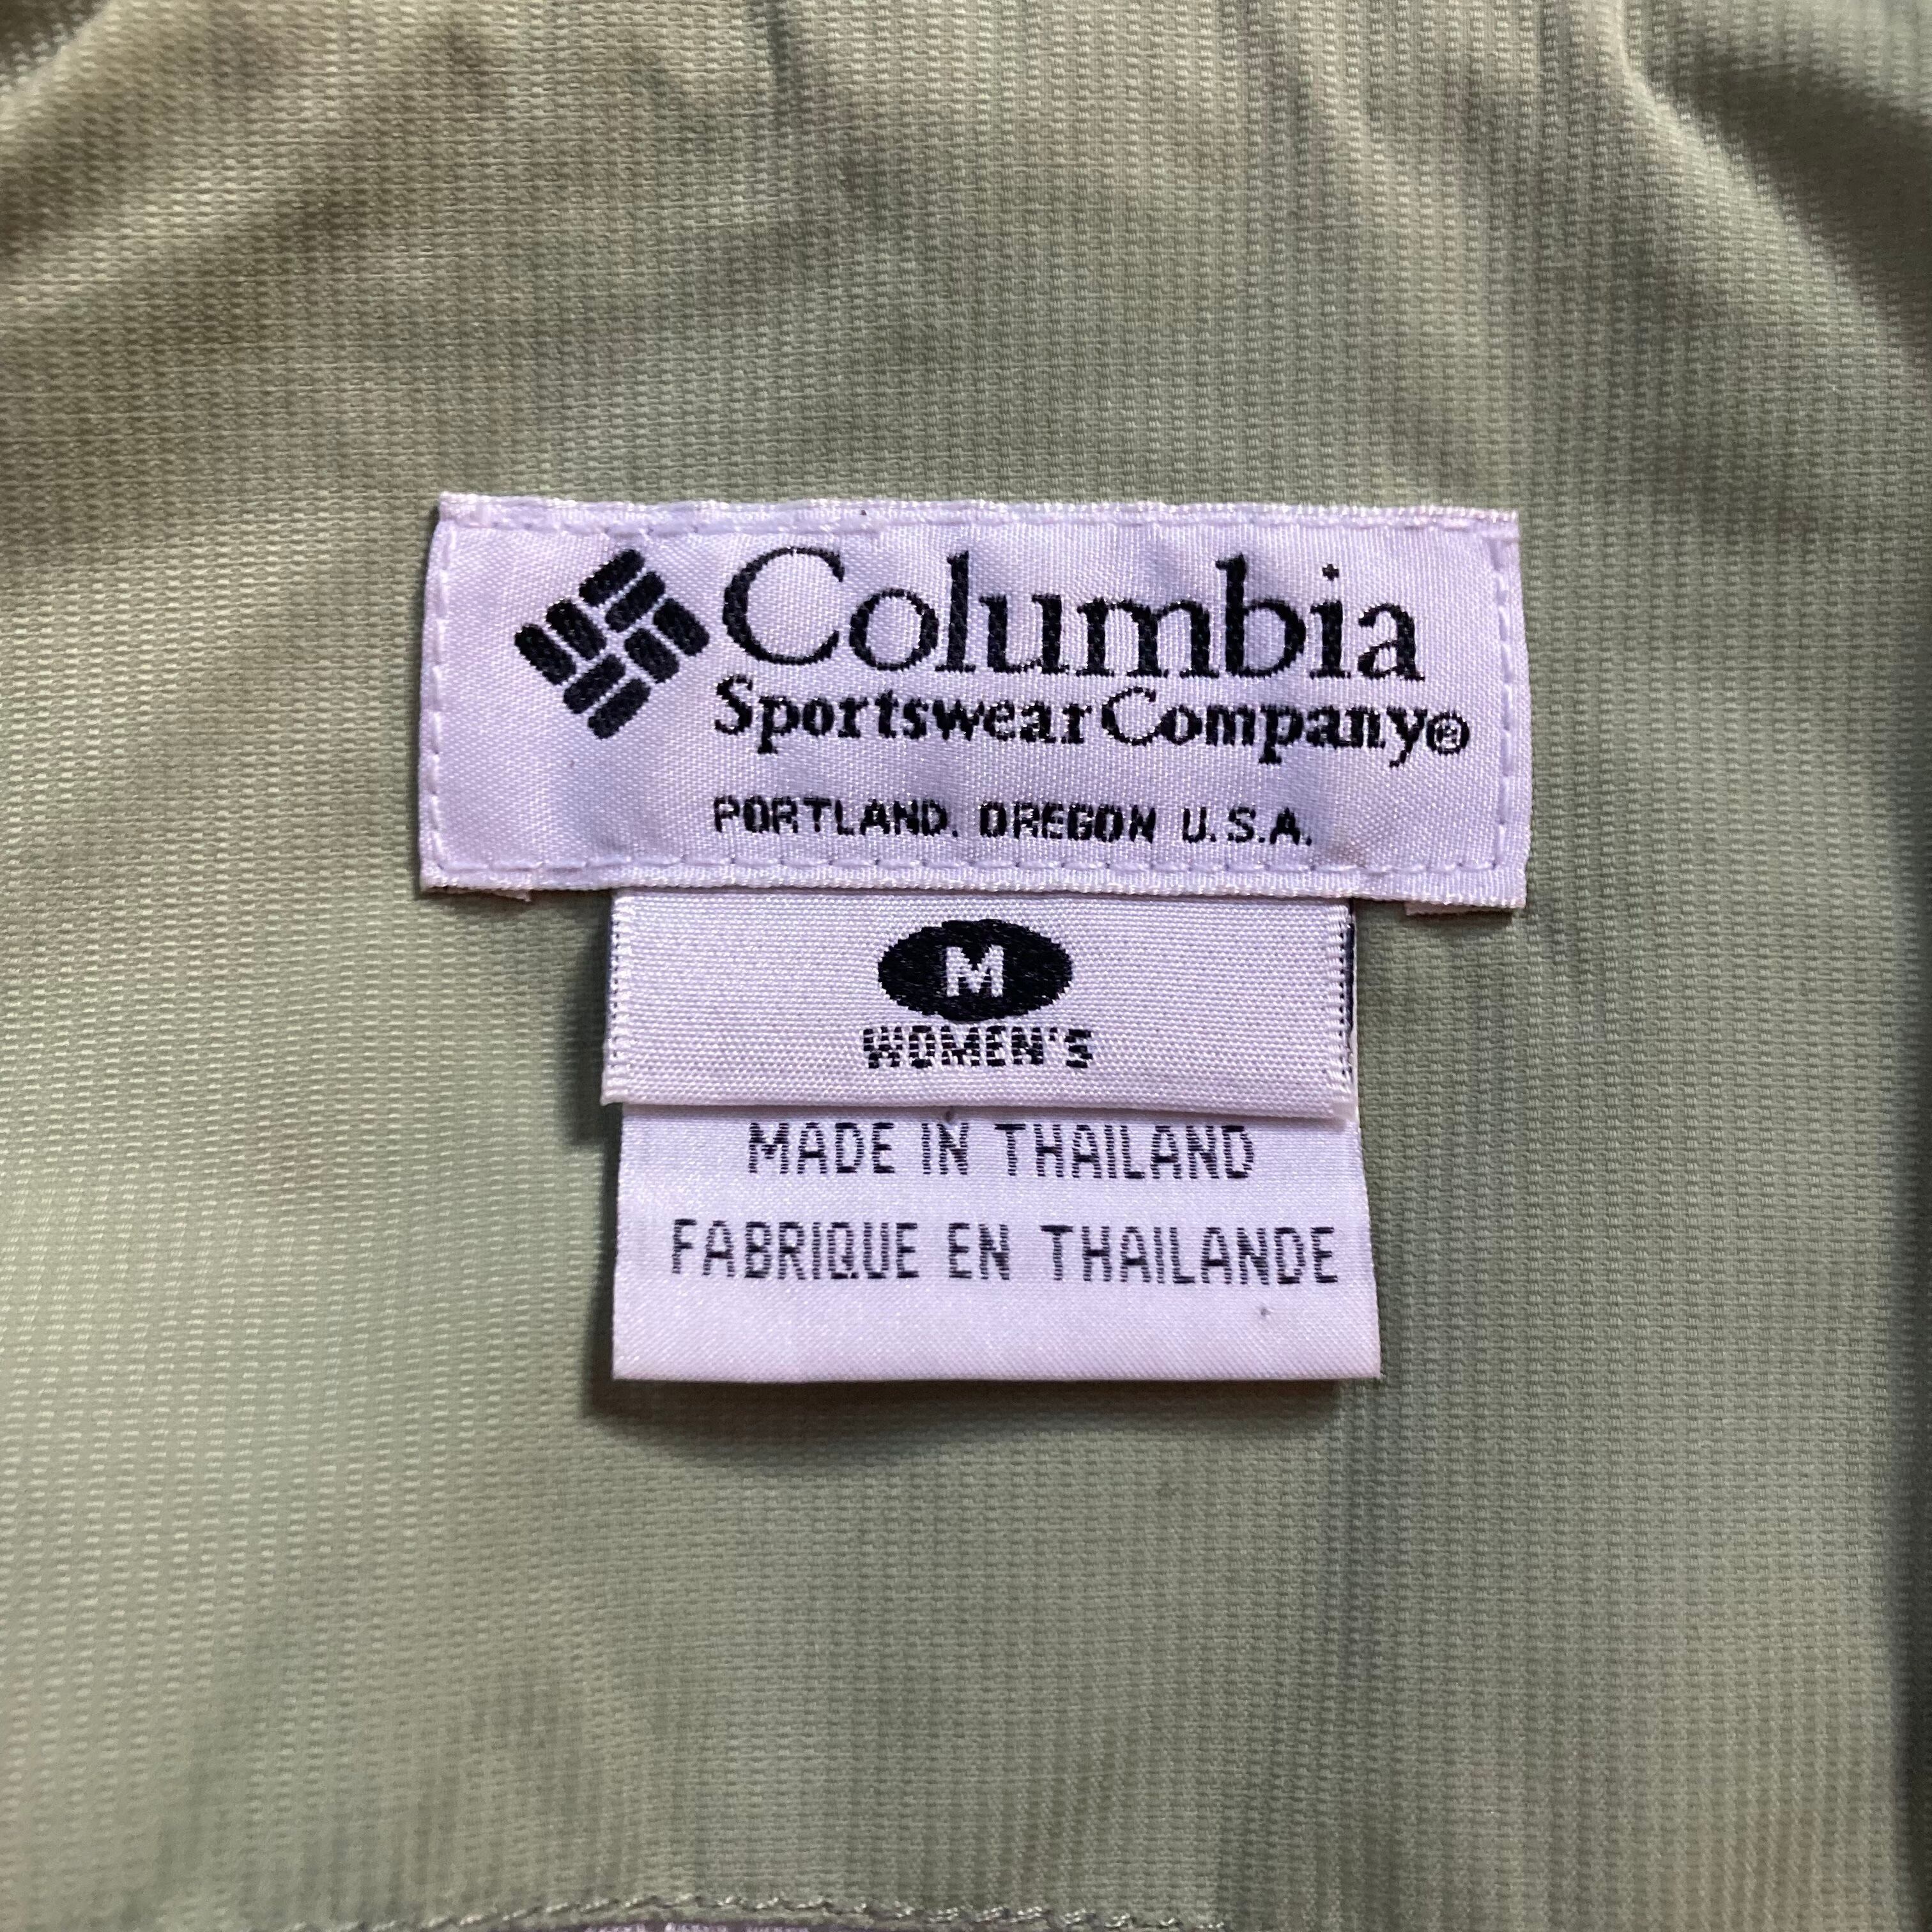 Columbia
Sportswear Company®
PORTLAND, OREGON U.S.A.
M
WOMEN'S
MADE IN THAILAND
FABRIQUE EN THAILANDE